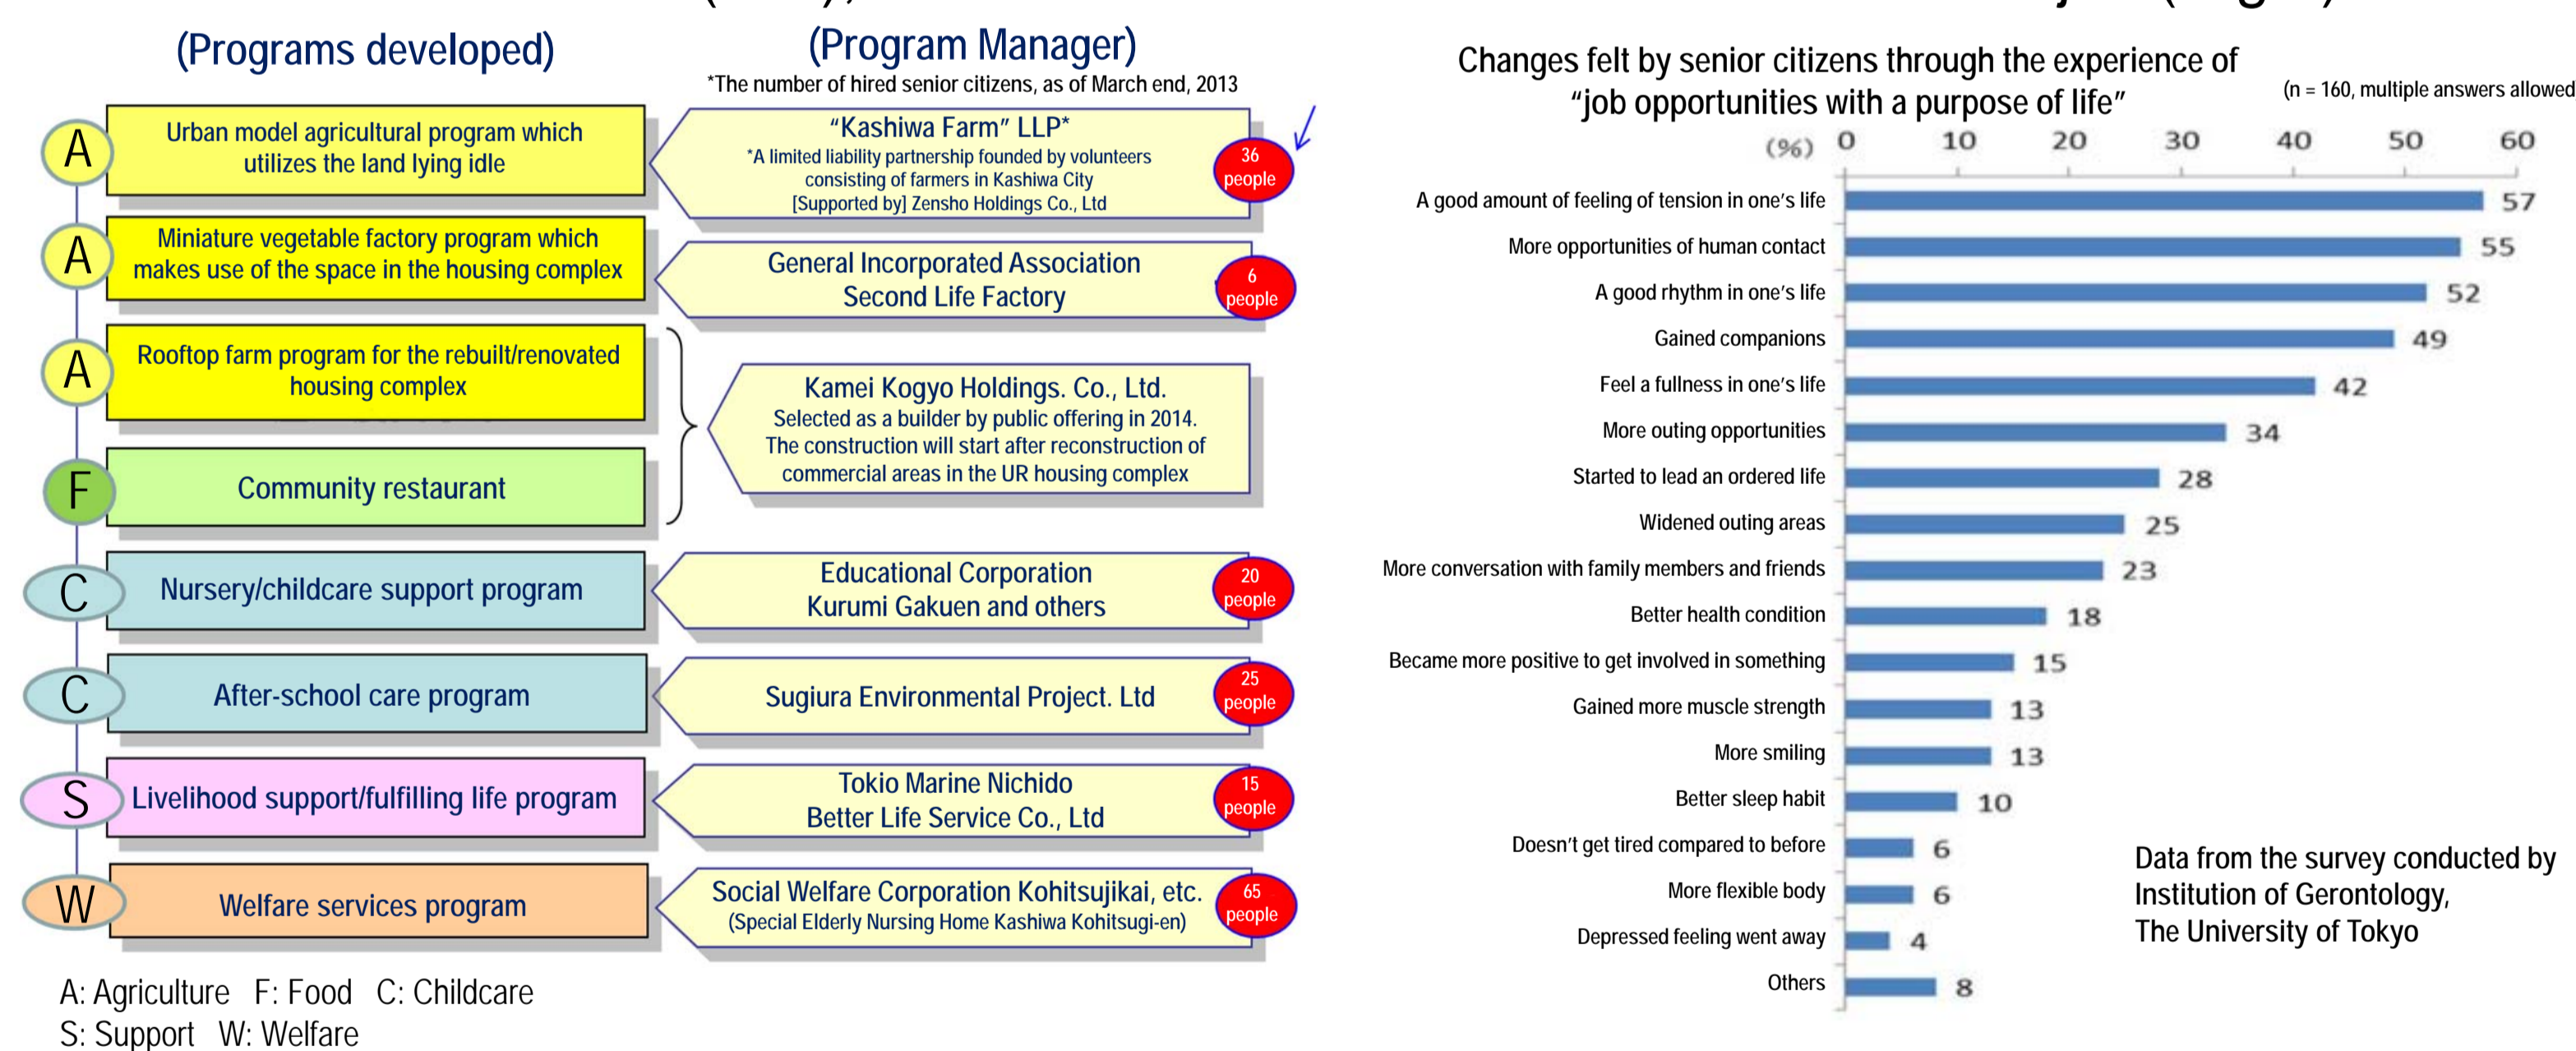 (Programs developed)
A
Urban model agricultural program which
utilizes the land lying idle
A
Miniature vegetable factory program which
makes use of the space in the housing complex
A
Rooftop farm program for the rebuilt/renovated
housing complex
F
Community restaurant
C
Nursery/childcare support program
C
After-school care program
S
Livelihood support/fulfilling life program
W
Welfare services program
A: Agriculture F: Food C: Childcare
S: Support W: Welfare
(Program Manager)
*The number of hired senior citizens, as of March end, 2013
“Kashiwa Farm” LLP*
*A limited liability partnership founded by volunteers
consisting of farmers in Kashiwa City
[Supported by] Zensho Holdings Co., Ltd
36
people
General Incorporated Association
Second Life Factory
6
people
Kamei Kogyo Holdings. Co., Ltd.
Selected as a builder by public offering in 2014.
The construction will start after reconstruction of
commercial areas in the UR housing complex
Educational Corporation
Kurumi Gakuen and others
20
people
Sugiura Environmental Project. Ltd
25
people
Tokio Marine Nichido
Better Life Service Co., Ltd
15
people
Social Welfare Corporation Kohitsujikai, etc.
(Special Elderly Nursing Home Kashiwa Kohitsugi-en)
65
people
Changes felt by senior citizens through the experience of
“job opportunities with a purpose of life”
(n = 160, multiple answers allowed
(%) 0 10 20 30 40 50 60
A good amount of feeling of tension in one’s life 57
More opportunities of human contact 55
A good rhythm in one’s life 52
Gained companions 49
Feel a fullness in one’s life 42
More outing opportunities 34
Started to lead an ordered life 28
Widened outing areas 25
More conversation with family members and friends 23
Better health condition 18
Became more positive to get involved in something 15
Gained more muscle strength 13
More smiling 13
Better sleep habit 10
Doesn’t get tired compared to before 6
More flexible body 6
Depressed feeling went away 4
Others 8
Data from the survey conducted by
Institution of Gerontology,
The University of Tokyo